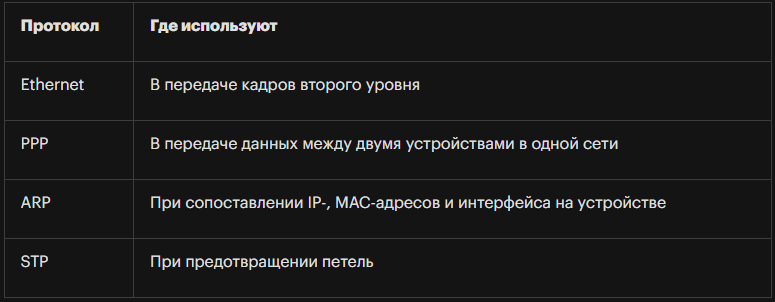 Протокол Где используют
Ethernet В передаче кадров второго уровня
PPP В передаче данных между двумя устройствами в одной сети
ARP При сопоставлении IP-, MAC-адресов и интерфейса на устройстве
STP При предотвращении петель